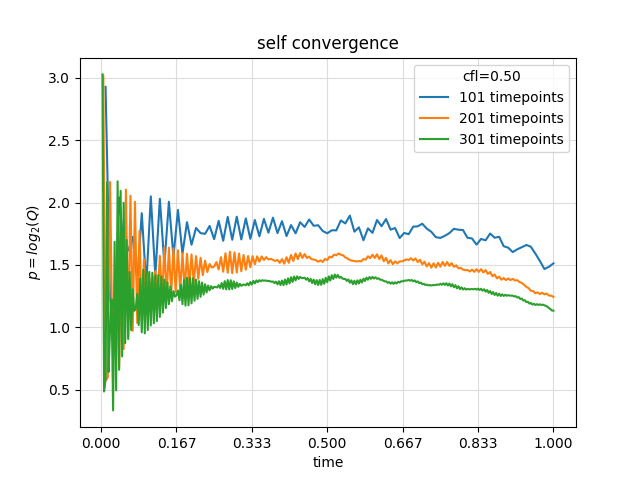 self convergence
cfl=0.50
101 timepoints
201 timepoints
301 timepoints
p = log₂(Q)
3.0
2.5
2.0
1.5
1.0
0.5
0.000 0.167 0.333 0.500 0.667 0.833 1.000
time